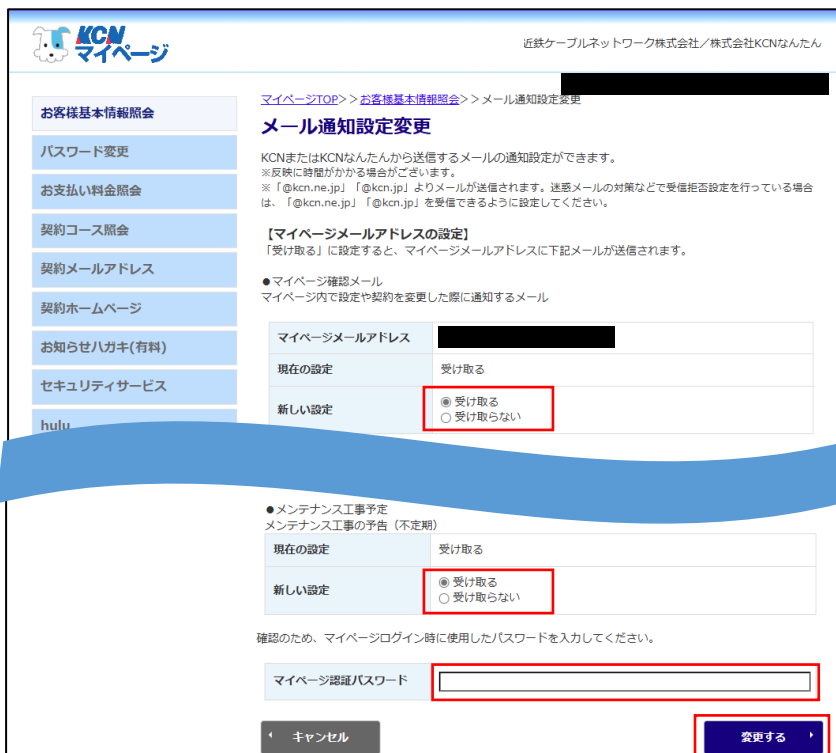 KCN
マイページ
近鉄ケーブルネットワーク株式会社／株式会社KCNなんたん
お客様基本情報照会
パスワード変更
お支払い料金照会
契約コース照会
契約メールアドレス
契約ホームページ
お知らせハガキ(有料)
セキュリティサービス
hulu
マイページTOP>>お客様基本情報照会>>メール通知設定変更
メール通知設定変更
KCNまたはKCNなんたんから送信するメールの通知設定ができます。
※反映に時間がかかる場合がございます。
※「@kcn.ne.jp」「@kcn.jp」よりメールが送信されます。迷惑メールの対策などで受信拒否設定を行っている場合
は、「@kcn.ne.jp」「@kcn.jp」を受信できるように設定してください。
【マイページメールアドレスの設定】
「受け取る」に設定すると、マイページメールアドレスに下記メールが送信されます。
●マイページ確認メール
マイページ内で設定や契約を変更した際に通知するメール
マイページメールアドレス
現在の設定 受け取る
新しい設定 受け取る
受け取らない
●メンテナンス工事予定
メンテナンス工事の予告（不定期）
現在の設定 受け取る
新しい設定 受け取る
受け取らない
確認のため、マイページログイン時に使用したパスワードを入力してください。
マイページ認証パスワード
キャンセル
変更する